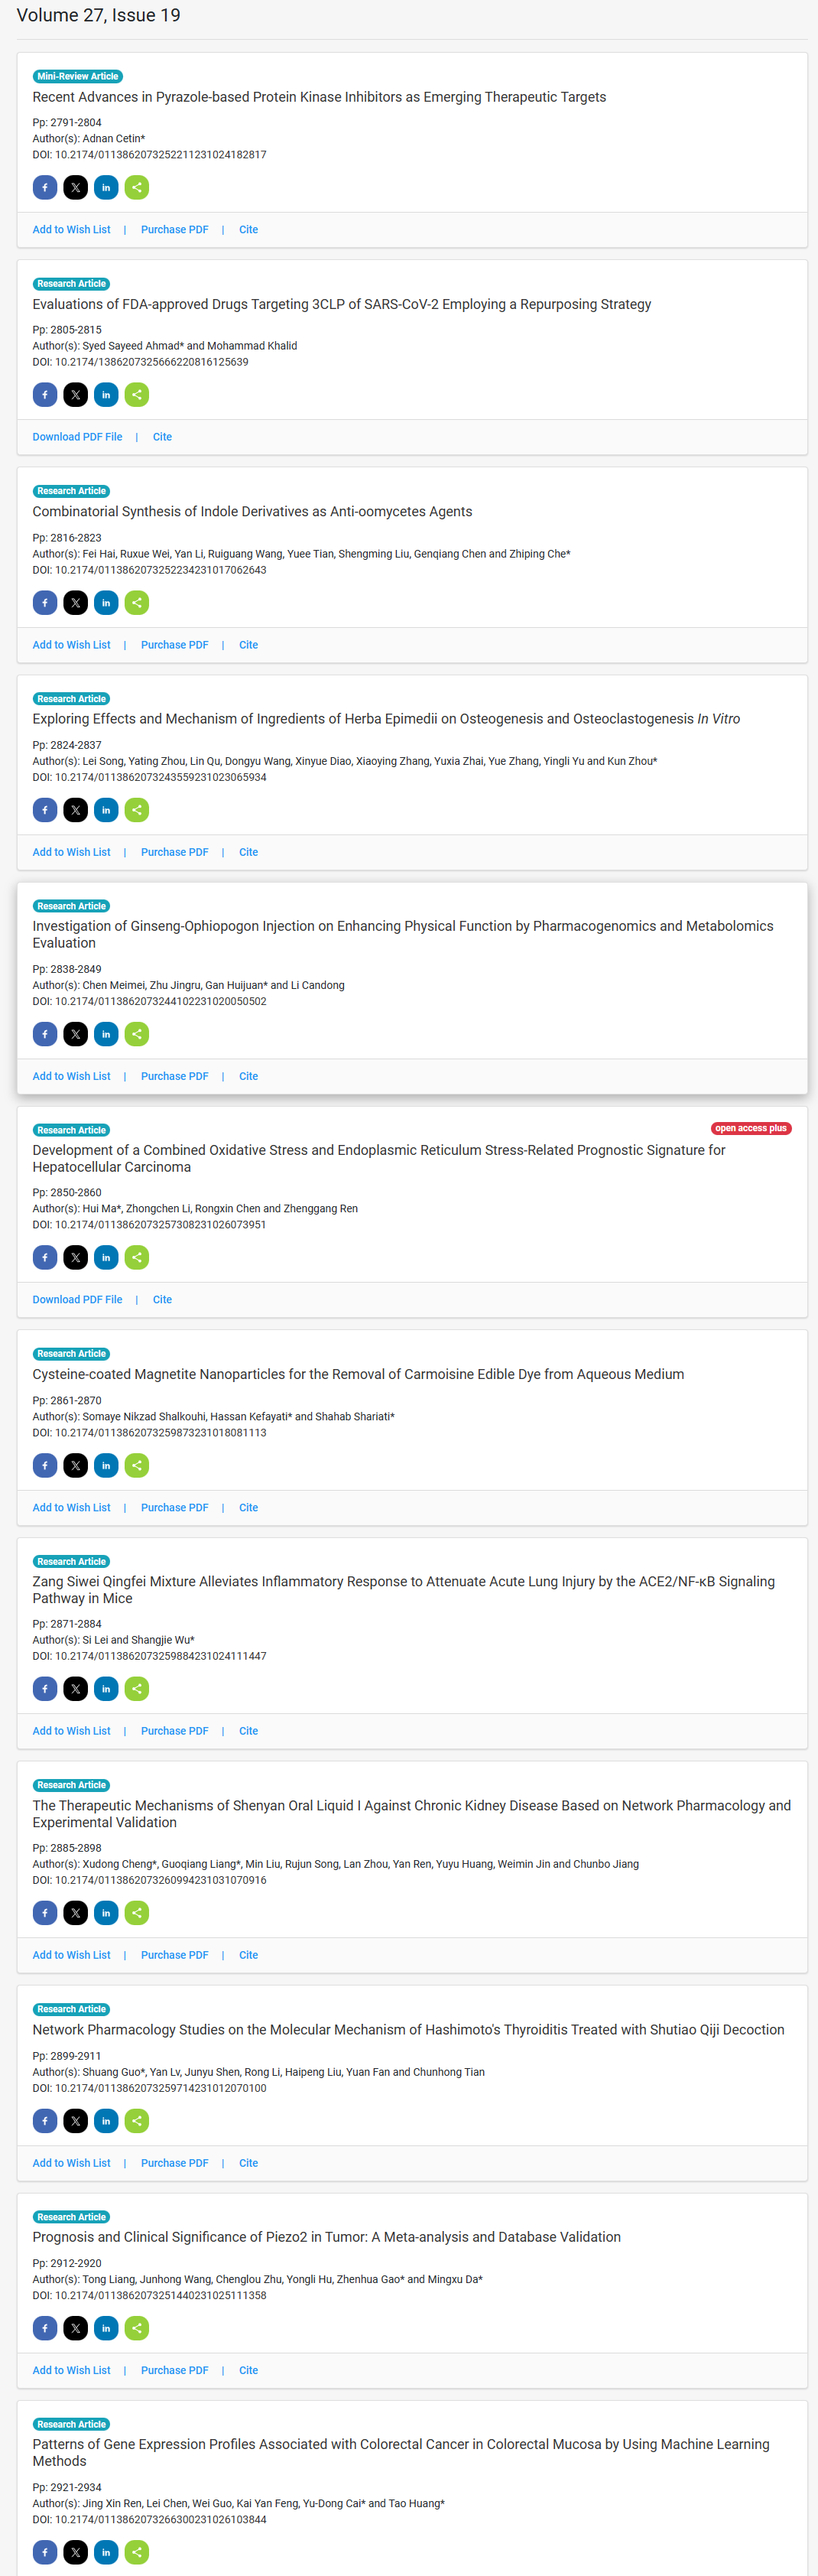 Volume 27, Issue 19
Mini-Review Article
Recent Advances in Pyrazole-based Protein Kinase Inhibitors as Emerging Therapeutic Targets
Pp: 2791-2804
Author(s): Adnan Cetin*
DOI: 10.2174/0113862073252211231024182817
Add to Wish List | Purchase PDF | Cite
Research Article
Evaluations of FDA-approved Drugs Targeting 3CLP of SARS-CoV-2 Employing a Repurposing Strategy
Pp: 2805-2815
Author(s): Syed Sayeed Ahmad* and Mohammad Khalid
DOI: 10.2174/1386207325666220816125639
Download PDF File | Cite
Research Article
Combinatorial Synthesis of Indole Derivatives as Anti-oomycetes Agents
Pp: 2816-2823
Author(s): Fei Hai, Ruxue Wei, Yan Li, Ruiguang Wang, Yuee Tian, Shengming Liu, Genqiang Chen and Zhiping Che*
DOI: 10.2174/0113862073252234231017062643
Add to Wish List | Purchase PDF | Cite
Research Article
Exploring Effects and Mechanism of Ingredients of Herba Epimedii on Osteogenesis and Osteoclastogenesis In Vitro
Pp: 2824-2837
Author(s): Lei Song, Yating Zhou, Lin Qu, Dongyu Wang, Xinyue Diao, Xiaoying Zhang, Yuxia Zhai, Yue Zhang, Yingli Yu and Kun Zhou*
DOI: 10.2174/0113862073243559231023065934
Add to Wish List | Purchase PDF | Cite
Research Article
Investigation of Ginseng-Ophiopogon Injection on Enhancing Physical Function by Pharmacogenomics and Metabolomics
Evaluation
Pp: 2838-2849
Author(s): Chen Meimei, Zhu Jingru, Gan Huijuan* and Li Candong
DOI: 10.2174/0113862073244102231020050502
Add to Wish List | Purchase PDF | Cite
Research Article
open access plus
Development of a Combined Oxidative Stress and Endoplasmic Reticulum Stress-Related Prognostic Signature for
Hepatocellular Carcinoma
Pp: 2850-2860
Author(s): Hui Ma*, Zhongchen Li, Rongxin Chen and Zhenggang Ren
DOI: 10.2174/0113862073257308231026073951
Download PDF File | Cite
Research Article
Cysteine-coated Magnetite Nanoparticles for the Removal of Carmoisine Edible Dye from Aqueous Medium
Pp: 2861-2870
Author(s): Somaye Nikzad Shalkouhi, Hassan Kefayati* and Shahab Shariati*
DOI: 10.2174/0113862073259873231018081113
Add to Wish List | Purchase PDF | Cite
Research Article
Zang Siwei Qingfei Mixture Alleviates Inflammatory Response to Attenuate Acute Lung Injury by the ACE2/NF-κB Signaling
Pathway in Mice
Pp: 2871-2884
Author(s): Si Lei and Shangjie Wu*
DOI: 10.2174/0113862073259884231024111447
Add to Wish List | Purchase PDF | Cite
Research Article
The Therapeutic Mechanisms of Shenyan Oral Liquid I Against Chronic Kidney Disease Based on Network Pharmacology and
Experimental Validation
Pp: 2885-2898
Author(s): Xudong Cheng*, Guoqiang Liang*, Min Liu, Rujun Song, Lan Zhou, Yan Ren, Yuyu Huang, Weimin Jin and Chunbo Jiang
DOI: 10.2174/0113862073260994231031070916
Add to Wish List | Purchase PDF | Cite
Research Article
Network Pharmacology Studies on the Molecular Mechanism of Hashimoto's Thyroiditis Treated with Shutiao Qiji Decoction
Pp: 2899-2911
Author(s): Shuang Guo*, Yan Lv, Junyu Shen, Rong Li, Haipeng Liu, Yuan Fan and Chunhong Tian
DOI: 10.2174/0113862073259714231012070100
Add to Wish List | Purchase PDF | Cite
Research Article
Prognosis and Clinical Significance of Piezo2 in Tumor: A Meta-analysis and Database Validation
Pp: 2912-2920
Author(s): Tong Liang, Junhong Wang, Chenglou Zhu, Yongli Hu, Zhenhua Gao* and Mingxu Da*
DOI: 10.2174/0113862073251440231025111358
Add to Wish List | Purchase PDF | Cite
Research Article
Patterns of Gene Expression Profiles Associated with Colorectal Cancer in Colorectal Mucosa by Using Machine Learning
Methods
Pp: 2921-2934
Author(s): Jing Xin Ren, Lei Chen, Wei Guo, Kai Yan Feng, Yu-Dong Cai* and Tao Huang*
DOI: 10.2174/0113862073266300231026103844